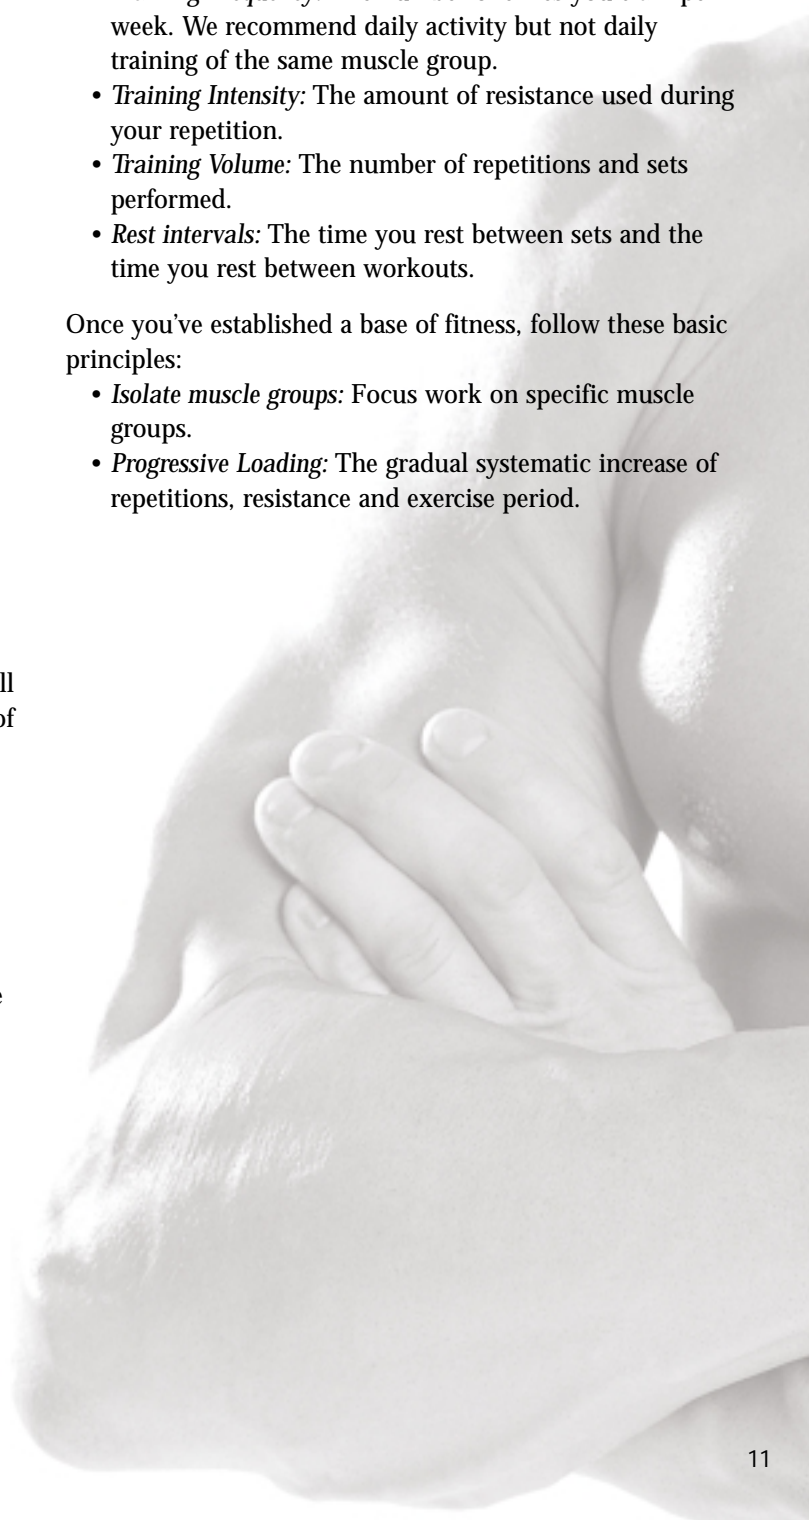 week. We recommend daily activity but not daily
training of the same muscle group.
• Training Intensity: The amount of resistance used during
your repetition.
• Training Volume: The number of repetitions and sets
performed.
• Rest intervals: The time you rest between sets and the
time you rest between workouts.
Once you've established a base of fitness, follow these basic
principles:
• Isolate muscle groups: Focus work on specific muscle
groups.
• Progressive Loading: The gradual systematic increase of
repetitions, resistance and exercise period.
ll
of
e
11